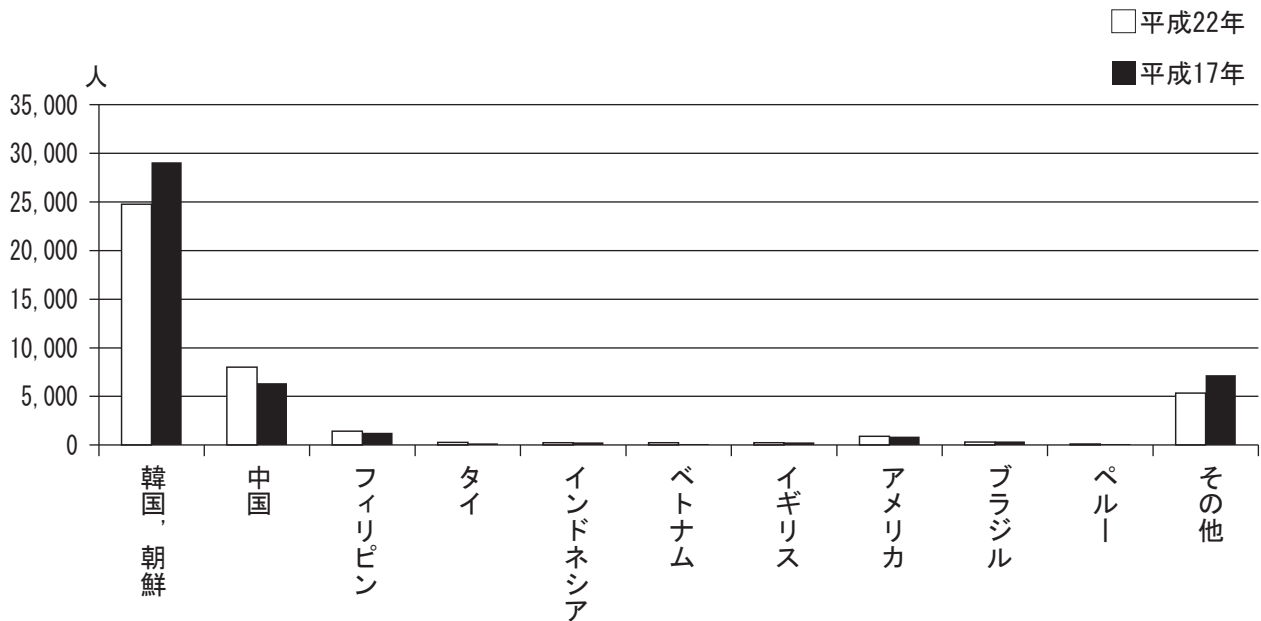 平成22年
平成17年
人
35,000
30,000
25,000
20,000
15,000
10,000
5,000
0
韓国，朝鮮
中国
フィリピン
タイ
インドネシア
ベトナム
イギリス
アメリカ
ブラジル
ペルー
その他